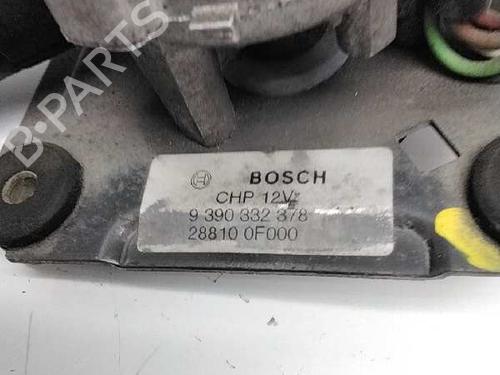 B-PARTS
BOSCH
CHP 12V
9 390 332 378
28810 0F000